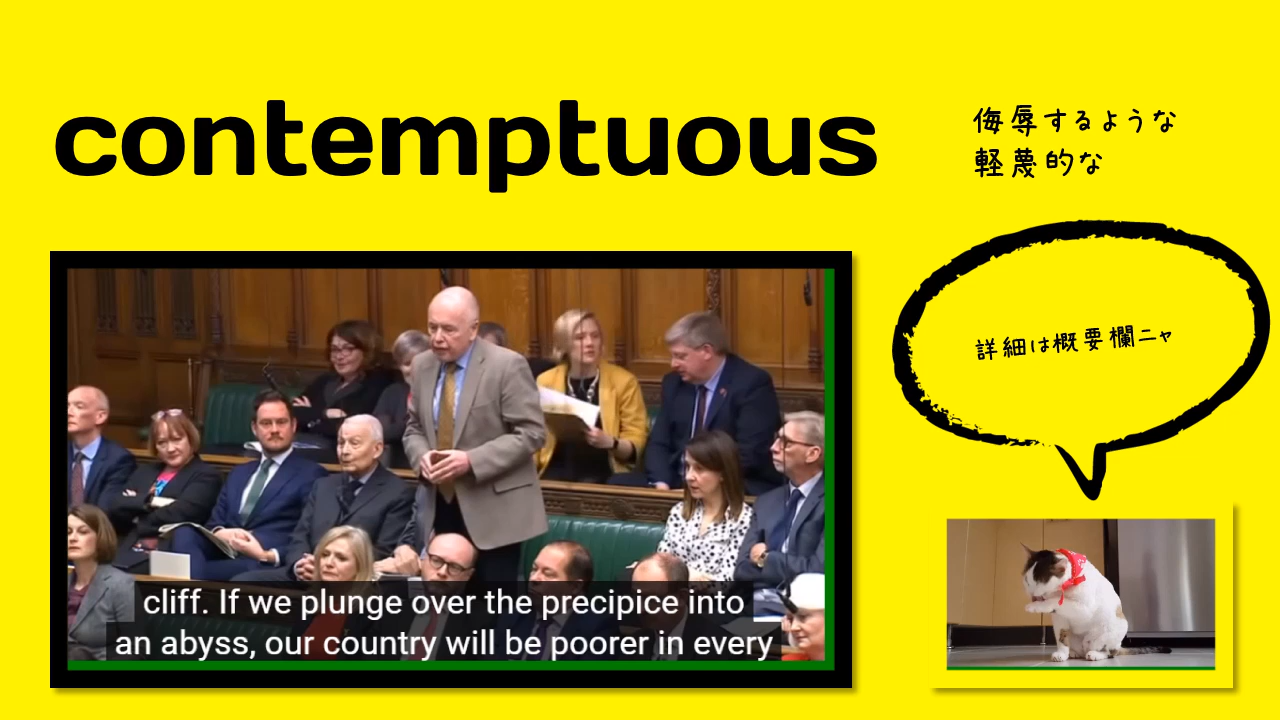 contemptuous
侮辱するような
軽蔑的な
詳細は概要欄ニャ
cliff. If we plunge over the precipice into
an abyss, our country will be poorer in every